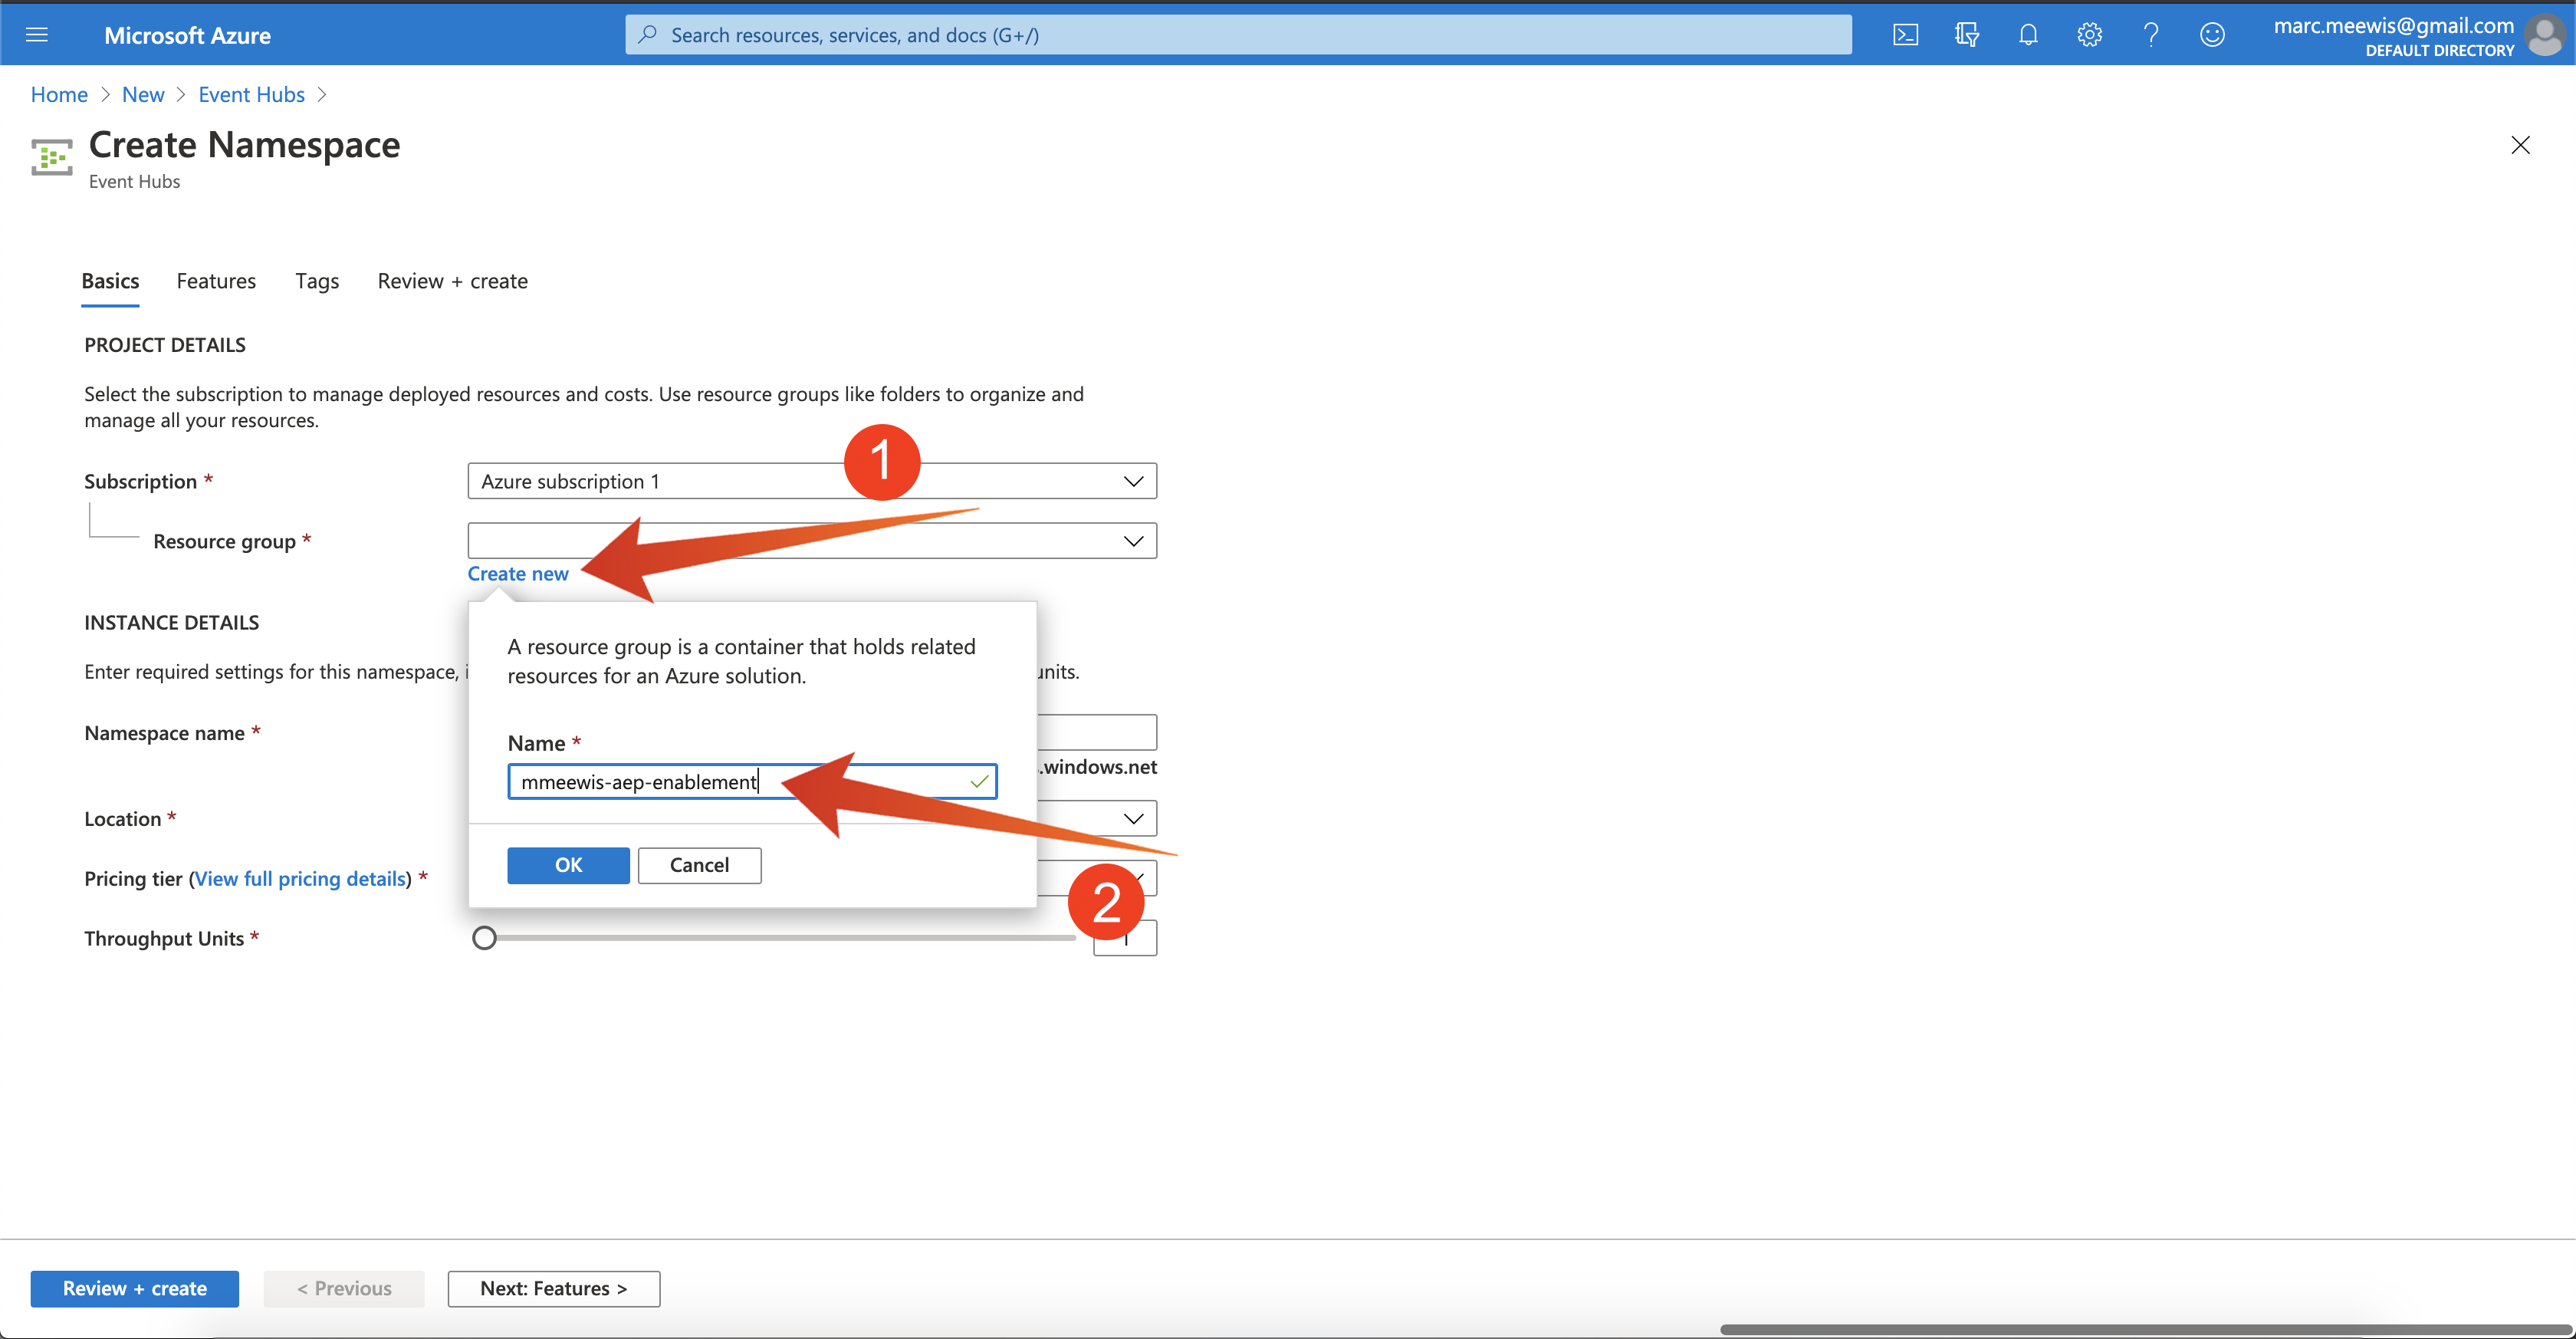 Microsoft Azure
Search resources, services, and docs (G+/)
marc.meewis@gmail.com
DEFAULT DIRECTORY
Home > New > Event Hubs >
Create Namespace
Event Hubs
Basics Features Tags Review + create
PROJECT DETAILS
Select the subscription to manage deployed resources and costs. Use resource groups like folders to organize and
manage all your resources.
1
Subscription *
Azure subscription 1
Resource group *
Create new
A resource group is a container that holds related
resources for an Azure solution.
Name *
mmeewis-aep-enablement
OK Cancel
INSTANCE DETAILS
Enter required settings for this namespace,
units.
Namespace name *
.windows.net
Location *
Pricing tier (View full pricing details) *
2
Throughput Units *
Review + create < Previous Next: Features >